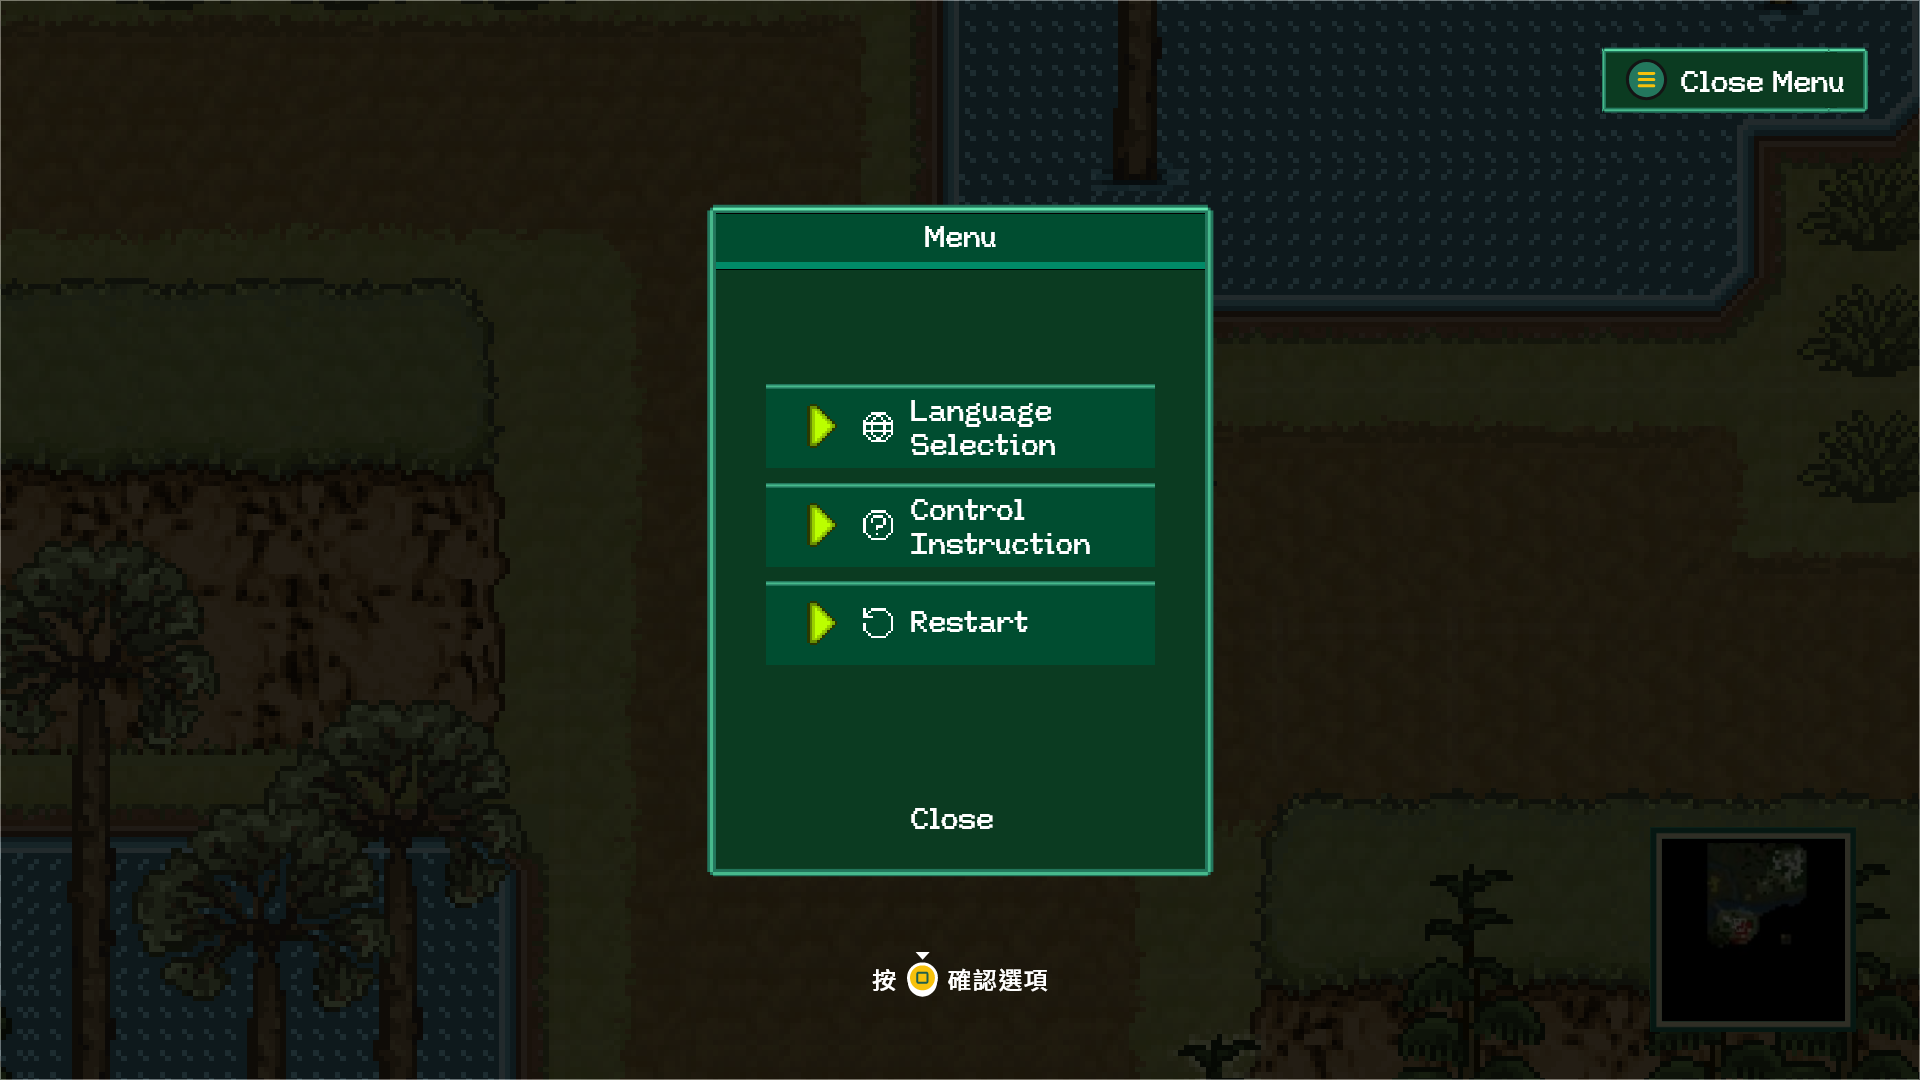 Close Menu
Menu
Language
Selection
Control
Instruction
Restart
Close
按 確認選項